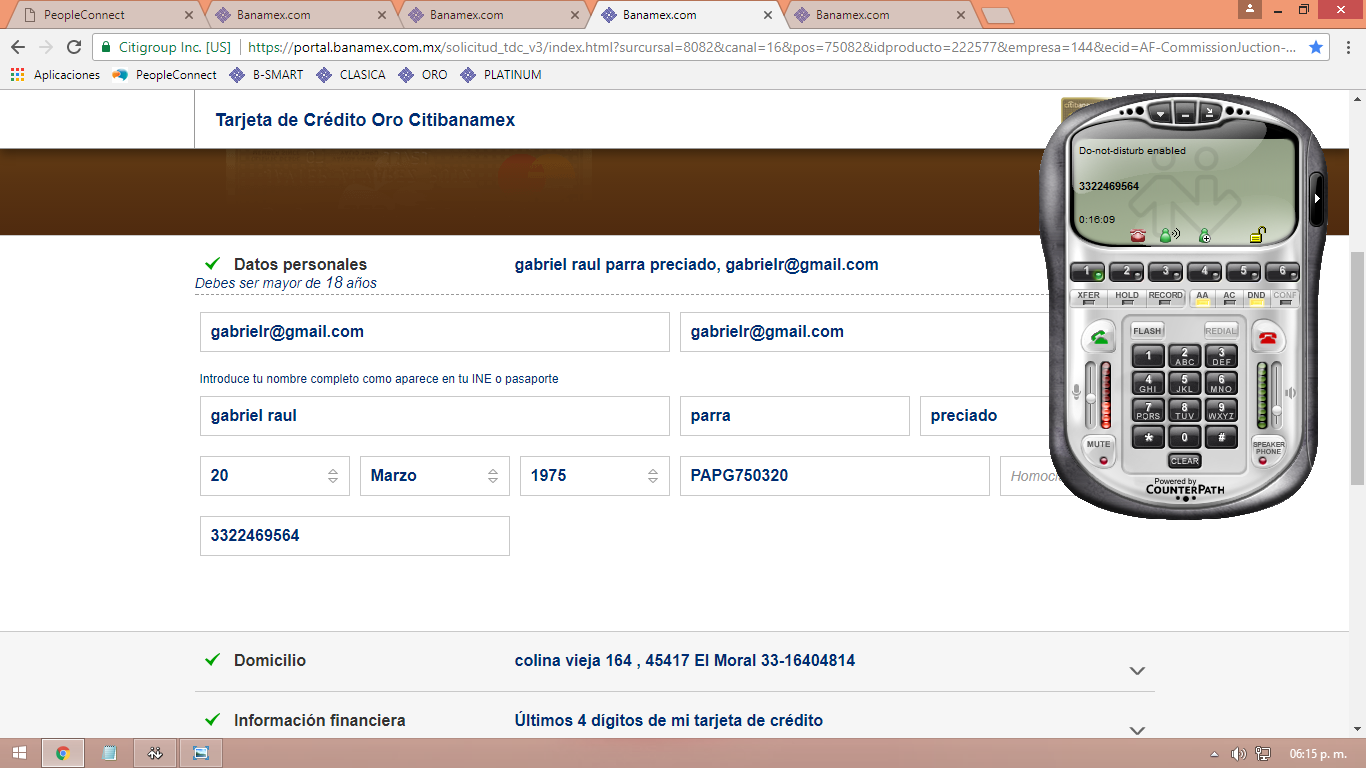 PeopleConnect
Banamex.com
Banamex.com
Banamex.com
Banamex.com
Citigroup Inc. [US] https://portal.banamex.com.mx/solicitud_tdc_v3/index.html?surcursal=8082&canal=16&pos=75082&idproducto=222577&empresa=144&ecid=AF-CommissionJuction-...
Aplicaciones PeopleConnect B-SMART CLASICA ORO PLATINUM
Tarjeta de Crédito Oro Citibanamex
Datos personales gabriel raul parra preciado, gabrielr@gmail.com
Debes ser mayor de 18 años
gabrielr@gmail.com gabrielr@gmail.com
Introduce tu nombre completo como aparece en tu INE o pasaporte
gabriel raul parra preciado
20 Marzo 1975 PAPG750320
3322469564
Domicilio colina vieja 164 , 45417 El Moral 33-16404814
Información financiera Últimos 4 dígitos de mi tarjeta de crédito
Do-not-disturb enabled
3322469564
0:16:09
1 2 3 4 5 6
XFER HOLD RECORD AA AC DND CONF
FLASH REDIAL
1 2 ABC 3 DEF
4 GHI 5 JKL 6 MNO
7 PQRS 8 TUV 9 WXYZ
* 0 #
MUTE CLEAR SPEAKER PHONE
Powered by
COUNTERPATH
06:15 p. m.